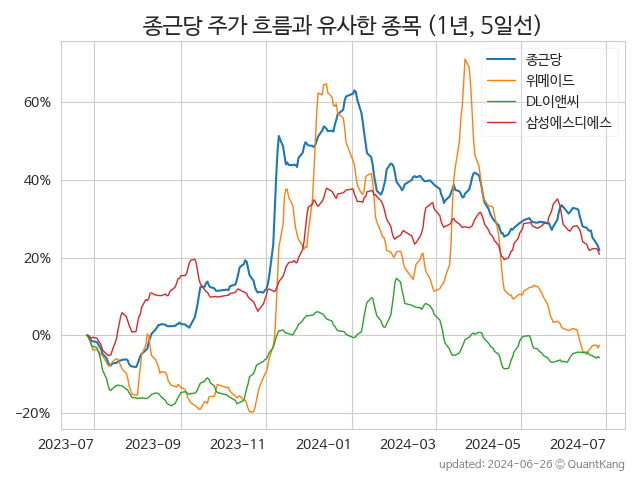 종근당 주가 흐름과 유사한 종목 (1년, 5일선)
종근당
위메이드
DL이앤씨
삼성에스디에스
60%
40%
20%
0%
−20%
2023-07 2023-09 2023-11 2024-01 2024-03 2024-05 2024-07
updated: 2024-06-26 © QuantKang